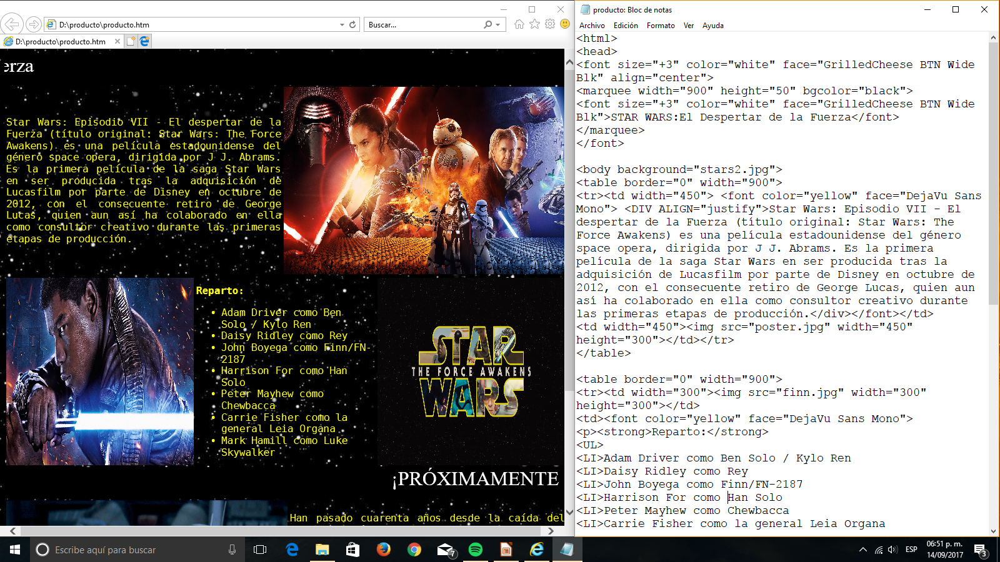 D:\producto\producto.htm
Buscar...
D:\producto\producto.htm
erza
Star Wars: Episodio VII - El despertar de la
Fuerza (título original: Star Wars: The Force
Awakens) es una película estadounidense del
género space opera, dirigida por J J. Abrams.
Es la primera película de la saga Star Wars
en ser producida tras la adquisición de
Lucasfilm por parte de Disney en octubre de
2012, con el consecuente retiro de George
Lucas, quien aun así ha colaborado en ella
como consultor creativo durante las primeras
etapas de producción.
Reparto:
• Adam Driver como Ben
Solo / Kylo Ren
• Daisy Ridley como Rey
• John Boyega como Finn/FN-
2187
• Harrison For como Han
Solo
• Peter Mayhew como
Chewbacca
• Carrie Fisher como la
general Leia Organa
• Mark Hamill como Luke
Skywalker
STAR
THE FORCE AWAKENS
WARS
¡PRÓXIMAMENTE
Han pasado cuarenta años desde la caída del
producto: Bloc de notas
Archivo Edición Formato Ver Ayuda
<html>
<head>
<font size="+3" color="white" face="GrilledCheese BTN Wide
Blk" align="center">
<marquee width="900" height="50" bgcolor="black">
<font size="+3" color="white" face="GrilledCheese BTN Wide
Blk">STAR WARS:El Despertar de la Fuerza</font>
</marquee>
</font>
<body background="stars2.jpg">
<table border="0" width="900">
<tr><td width="450"> <font color="yellow" face="DejaVu Sans
Mono"> <DIV ALIGN="justify">Star Wars: Episodio VII - El
despertar de la Fuerza (título original: Star Wars: The
Force Awakens) es una película estadounidense del género
space opera, dirigida por J J. Abrams. Es la primera
película de la saga Star Wars en ser producida tras la
adquisición de Lucasfilm por parte de Disney en octubre de
2012, con el consecuente retiro de George Lucas, quien aun
así ha colaborado en ella como consultor creativo durante
las primeras etapas de producción.</div></font></td>
<td width="450"><img src="poster.jpg" width="450"
height="300"></td></tr>
</table>
<table border="0" width="900">
<tr><td width="300"><img src="finn.jpg" width="300"
height="300"></td>
<td><font color="yellow" face="DejaVu Sans Mono">
<p><strong>Reparto:</strong>
<UL>
<LI>Adam Driver como Ben Solo / Kylo Ren
<LI>Daisy Ridley como Rey
<LI>John Boyega como Finn/FN-2187
<LI>Harrison For como Han Solo
<LI>Peter Mayhew como Chewbacca
<LI>Carrie Fisher como la general Leia Organa
Escribe aquí para buscar
7
ESP
06:51 p. m.
14/09/2017
3